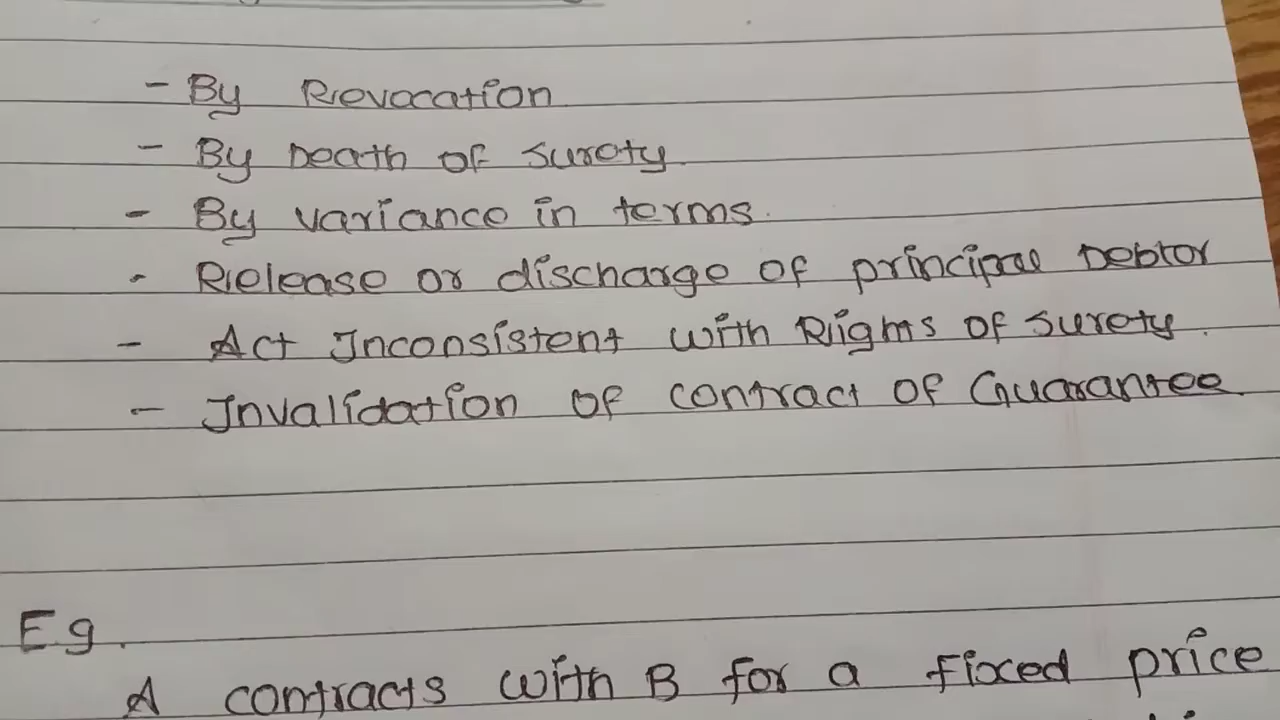 - By Revocation
- By Death of surety.
- By variance in terms.
- Release or discharge of principal Debtor
- Act Inconsistent with Rights of surety.
- Invalidation of contract of Guarantee.
Eg.
A contracts with B for a fixed price